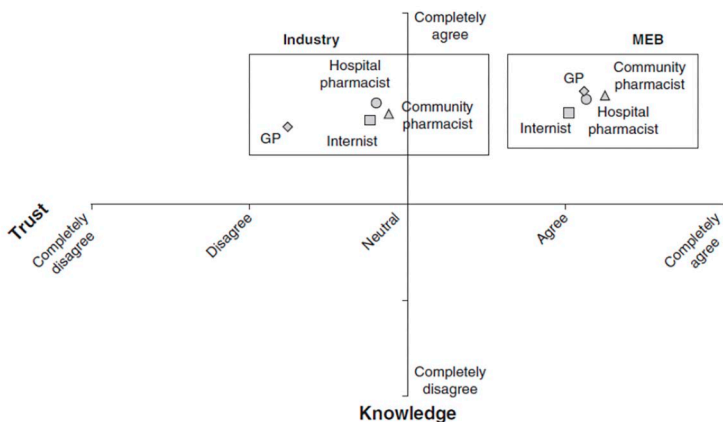 Completely
agree
Industry
MEB
Hospital
pharmacist
Community
pharmacist
GP
Internist
GP
Community
pharmacist
Internist
Hospital
pharmacist
Trust
Completely
disagree
Disagree
Neutral
Agree
Completely
agree
Completely
disagree
Knowledge